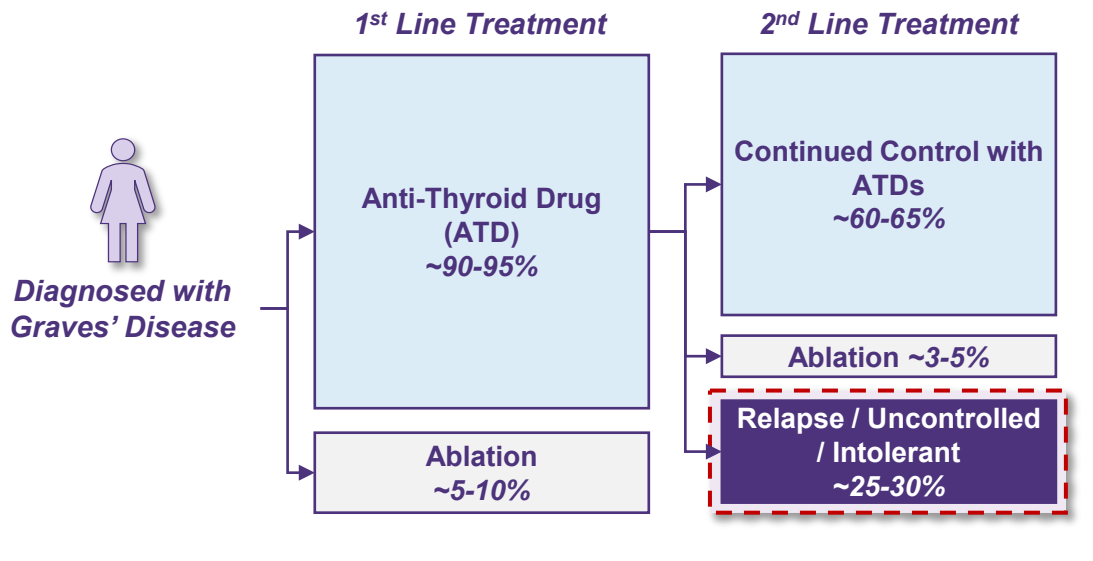 1st Line Treatment
2nd Line Treatment
Diagnosed with
Graves’ Disease
Anti-Thyroid Drug
(ATD)
~90-95%
Ablation
~5-10%
Continued Control with
ATDs
~60-65%
Ablation ~3-5%
Relapse / Uncontrolled
/ Intolerant
~25-30%